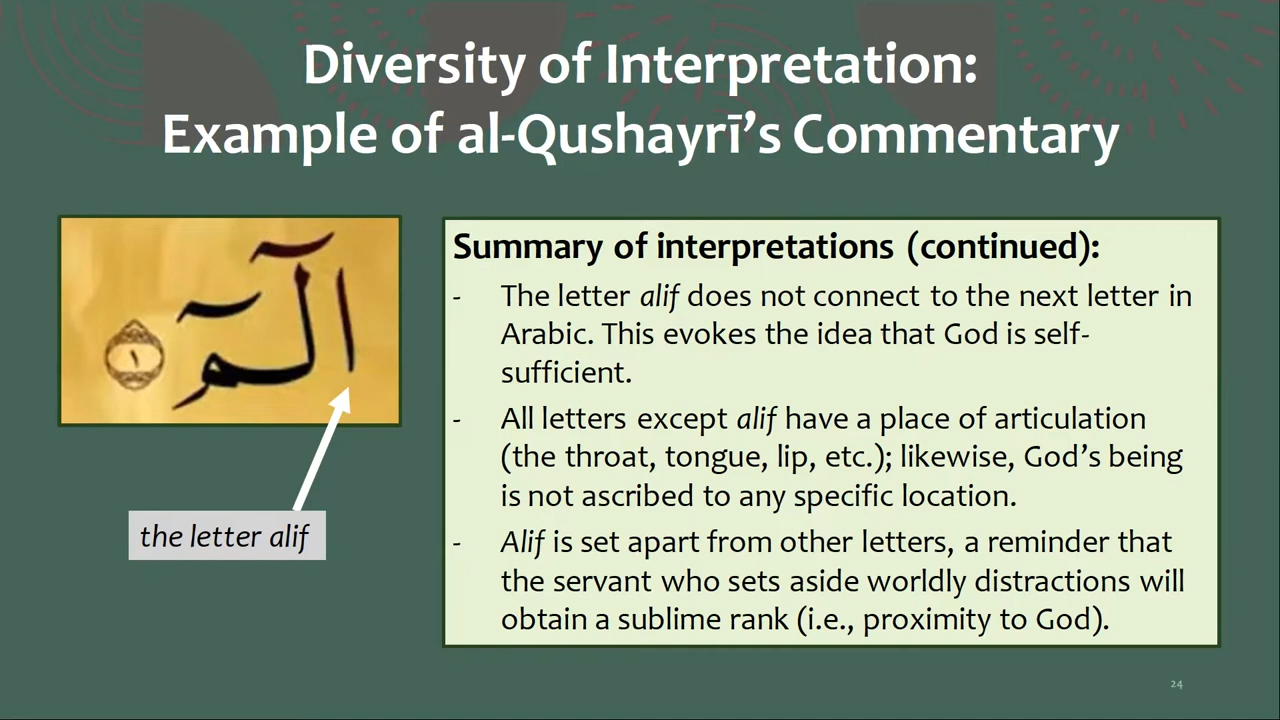 Diversity of Interpretation:
Example of al-Qushayrī’s Commentary
الٓمٓ ١
the letter alif
Summary of interpretations (continued):
- The letter alif does not connect to the next letter in
Arabic. This evokes the idea that God is self-
sufficient.
- All letters except alif have a place of articulation
(the throat, tongue, lip, etc.); likewise, God’s being
is not ascribed to any specific location.
- Alif is set apart from other letters, a reminder that
the servant who sets aside worldly distractions will
obtain a sublime rank (i.e., proximity to God).
24